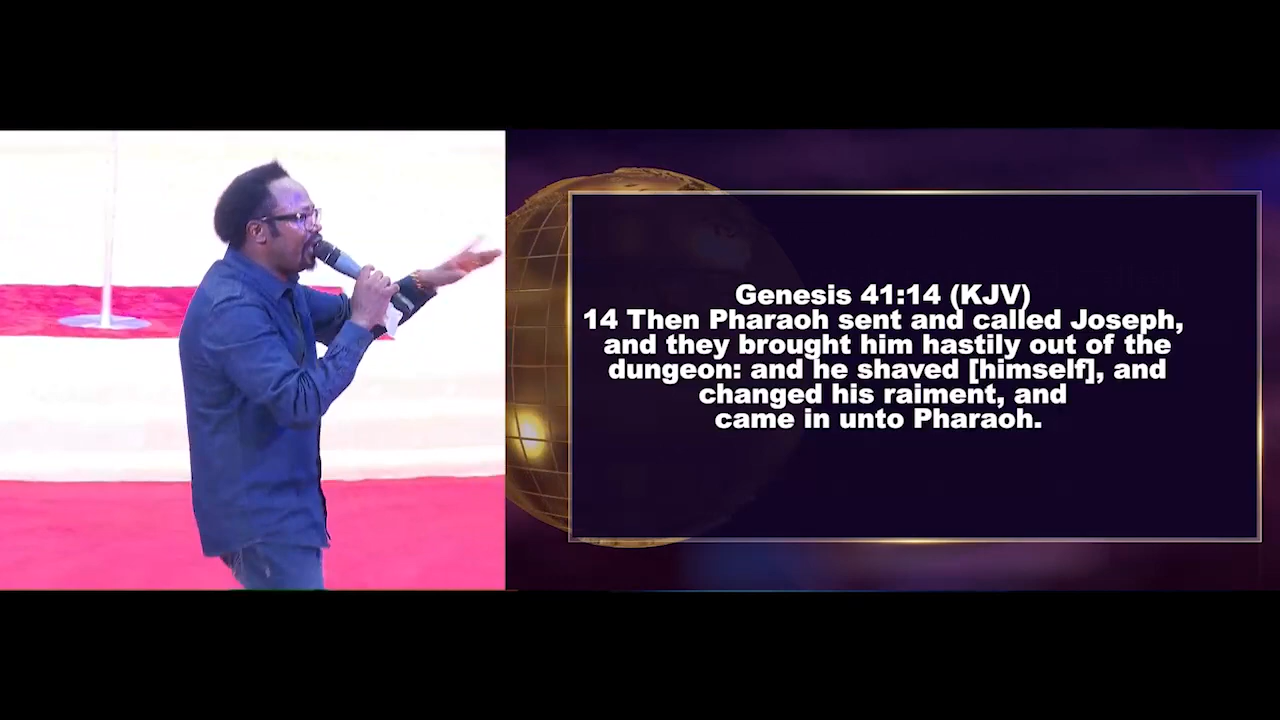 Genesis 41:14 (KJV)
14 Then Pharaoh sent and called Joseph,
and they brought him hastily out of the
dungeon: and he shaved [himself], and
changed his raiment, and
came in unto Pharaoh.